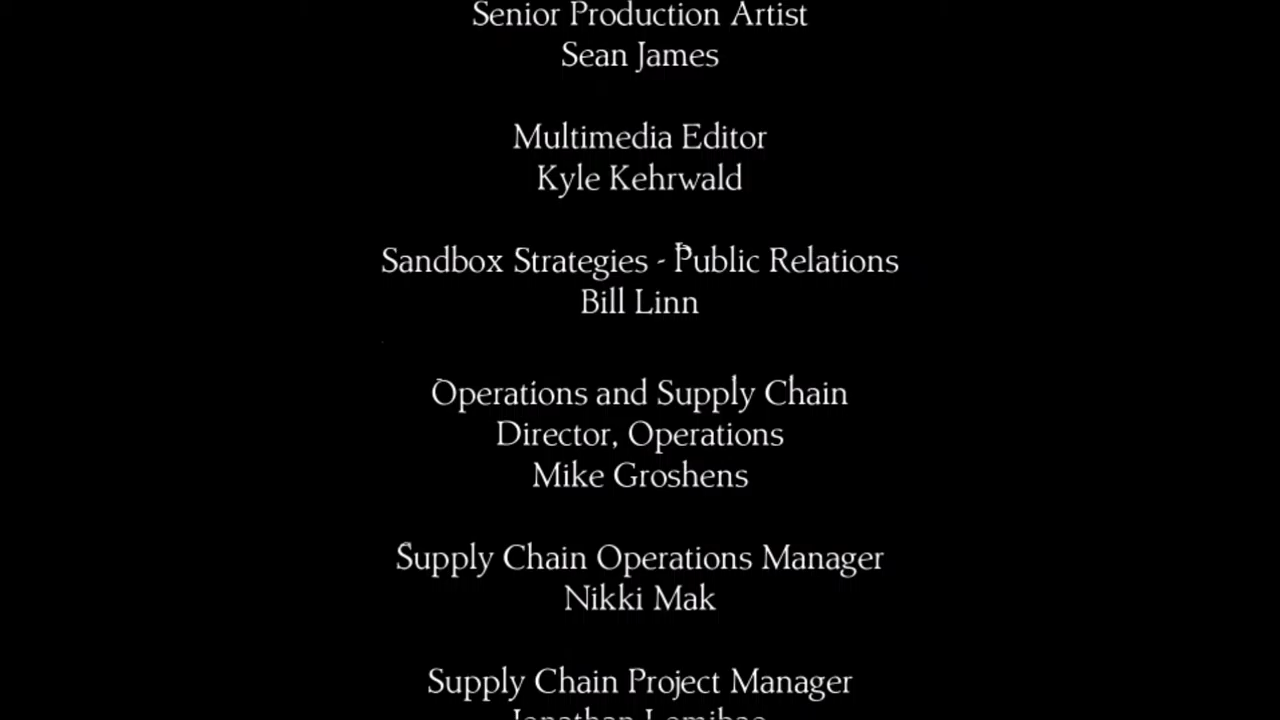 Senior Production Artist
Sean James
Multimedia Editor
Kyle Kehrwald
Sandbox Strategies - Public Relations
Bill Linn
Operations and Supply Chain
Director, Operations
Mike Groshens
Supply Chain Operations Manager
Nikki Mak
Supply Chain Project Manager
Jonathan